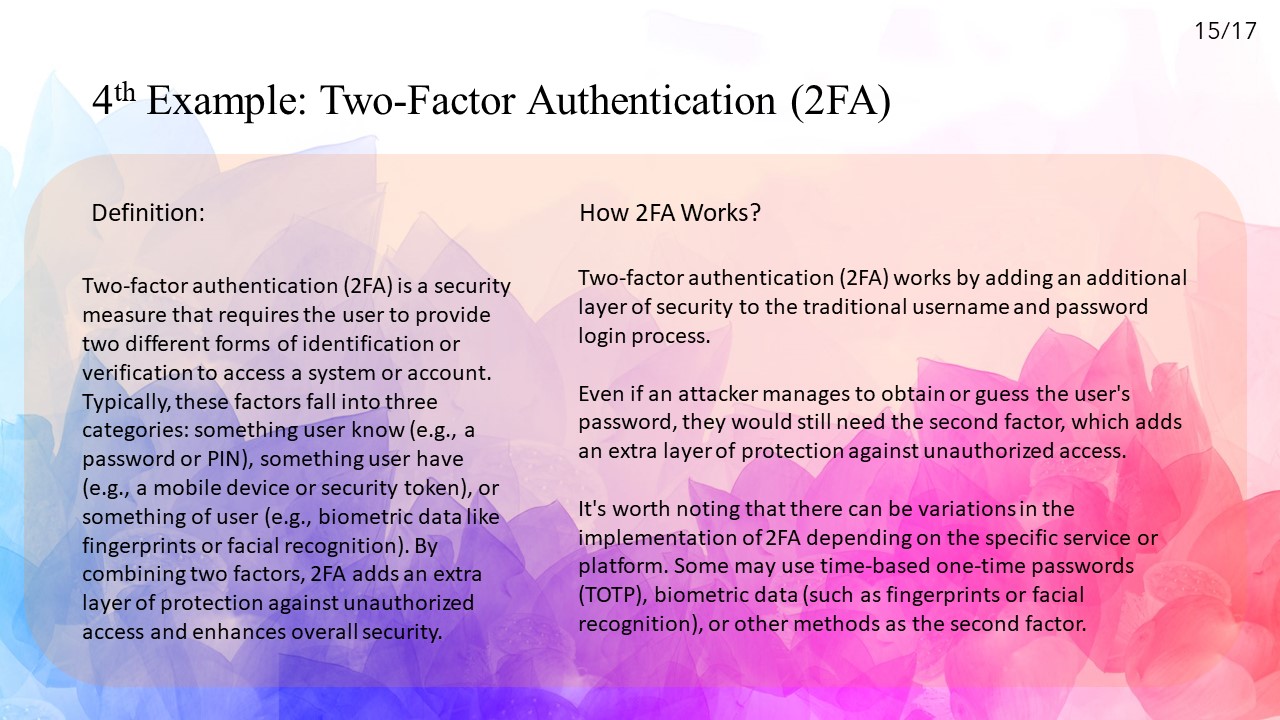 15/17
4th Example: Two-Factor Authentication (2FA)
Definition:
Two-factor authentication (2FA) is a security
measure that requires the user to provide
two different forms of identification or
verification to access a system or account.
Typically, these factors fall into three
categories: something user know (e.g., a
password or PIN), something user have
(e.g., a mobile device or security token), or
something of user (e.g., biometric data like
fingerprints or facial recognition). By
combining two factors, 2FA adds an extra
layer of protection against unauthorized
access and enhances overall security.
How 2FA Works?
Two-factor authentication (2FA) works by adding an additional
layer of security to the traditional username and password
login process.
Even if an attacker manages to obtain or guess the user's
password, they would still need the second factor, which adds
an extra layer of protection against unauthorized access.
It's worth noting that there can be variations in the
implementation of 2FA depending on the specific service or
platform. Some may use time-based one-time passwords
(TOTP), biometric data (such as fingerprints or facial
recognition), or other methods as the second factor.